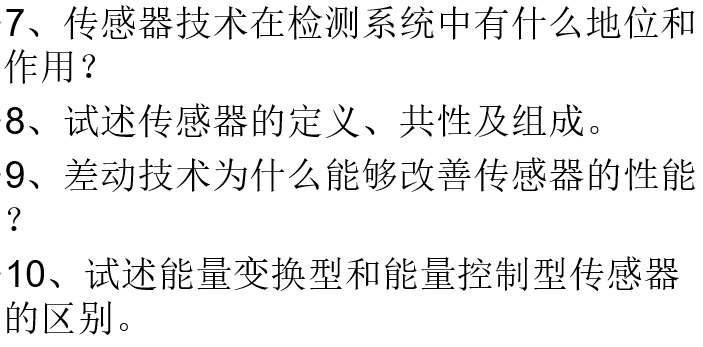 7、传感器技术在检测系统中有什么地位和
作用？
8、试述传感器的定义、共性及组成。
9、差动技术为什么能够改善传感器的性能
？
10、试述能量变换型和能量控制型传感器
的区别。